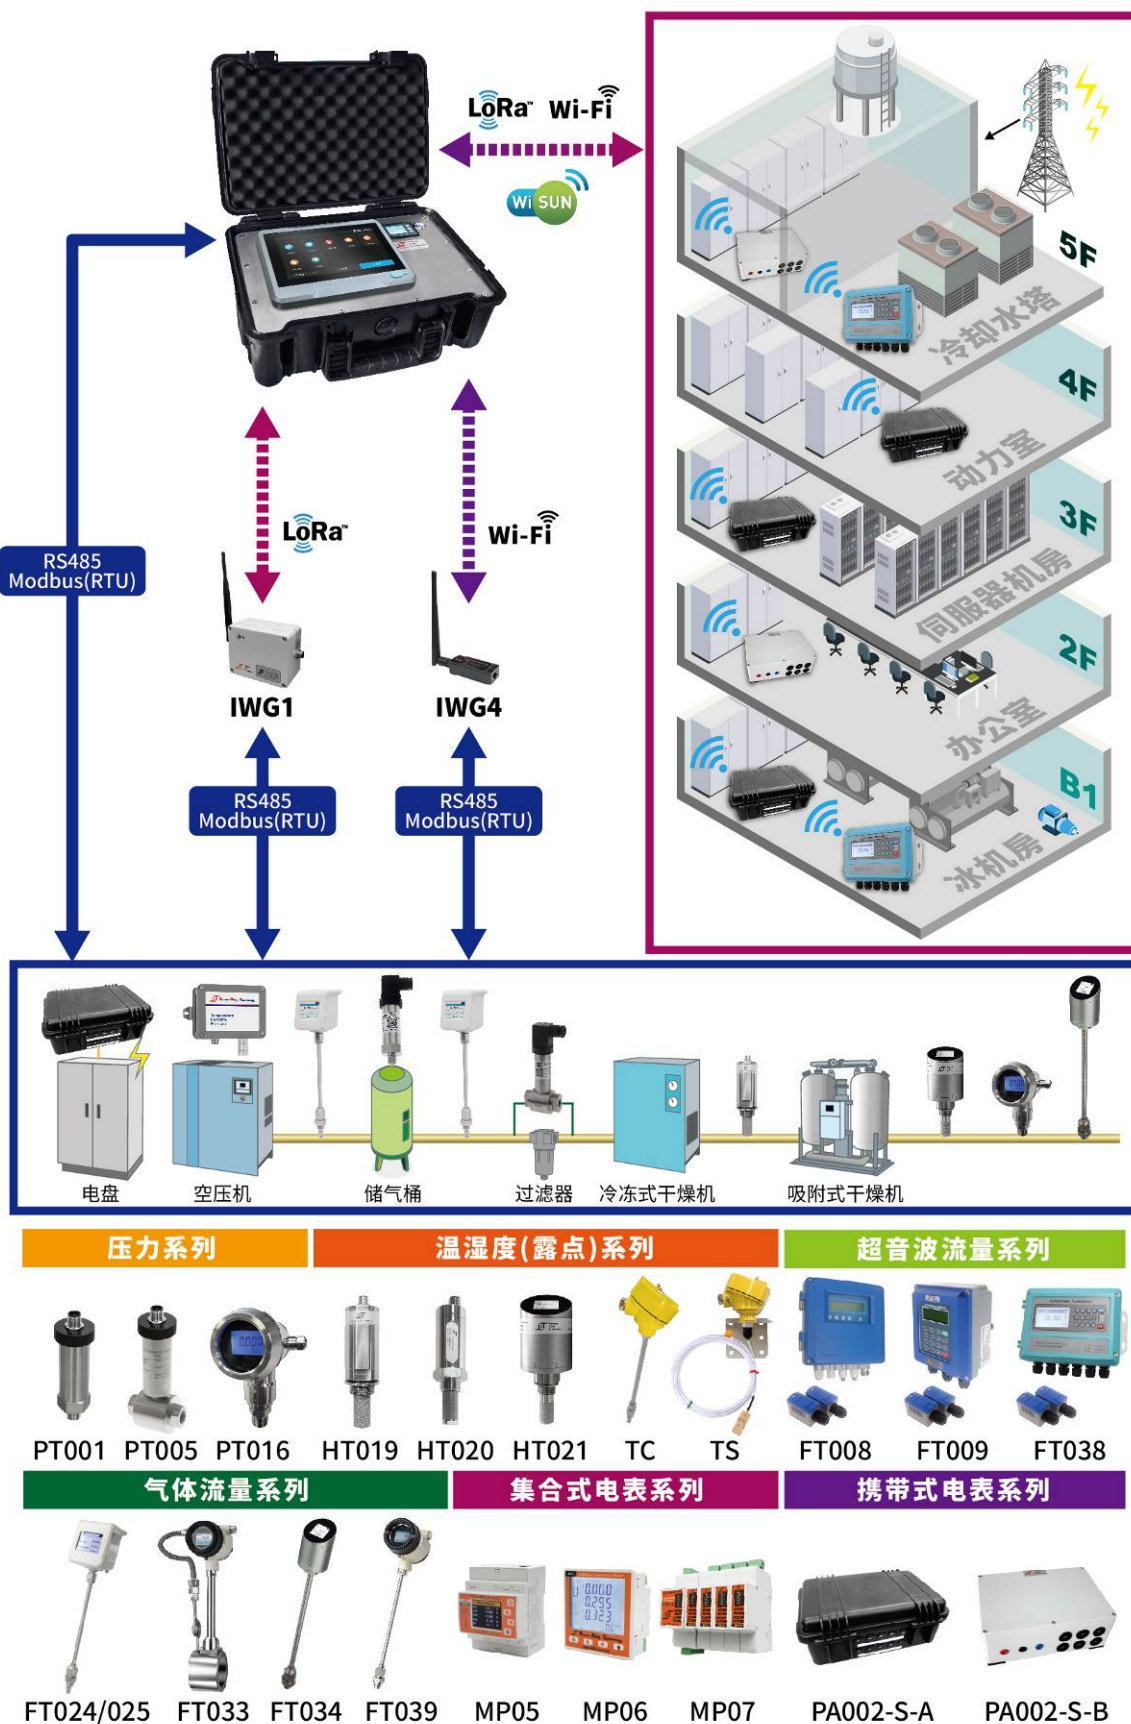 LoRa™ Wi-Fi
Wi SUN
5F
冷却水塔
4F
动力室
3F
伺服器机房
2F
办公室
B1
冰机房
LoRa™
Wi-Fi
RS485
Modbus(RTU)
IWG1
IWG4
RS485
Modbus(RTU)
RS485
Modbus(RTU)
电盘
空压机
储气桶
过滤器
冷冻式干燥机
吸附式干燥机
压力系列
温湿度(露点)系列
超音波流量系列
PT001
PT005
PT016
HT019
HT020
HT021
TC
TS
FT008
FT009
FT038
气体流量系列
集合式电表系列
携带式电表系列
FT024/025
FT033
FT034
FT039
MP05
MP06
MP07
PA002-S-A
PA002-S-B